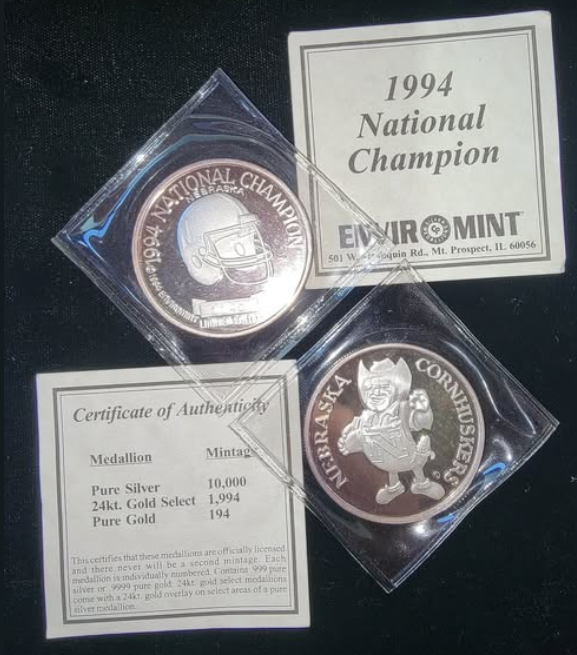 1994
National
Champion
ENVIROMINT
501 W. Algonquin Rd., Mt. Prospect, IL 60056
1994 NATIONAL CHAMPION
NEBRASKA
NEBRASKA CORNHUSKERS
N
Certificate of Authenticity
Medallion Mintage
Pure Silver 10,000
24kt. Gold Select 1,994
Pure Gold 194
This certifies that these medallions are officially licensed
and there never will be a second mintage. Each
medallion is individually numbered. Contains .999 pure
silver or .9999 pure gold. 24kt. gold select medallions
come with a 24kt. gold overlay on select areas of a pure
silver medallion.